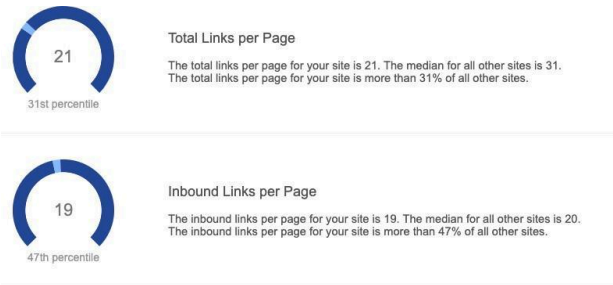 Total Links per Page
21
The total links per page for your site is 21. The median for all other sites is 31.
The total links per page for your site is more than 31% of all other sites.
31st percentile
Inbound Links per Page
19
The inbound links per page for your site is 19. The median for all other sites is 20.
The inbound links per page for your site is more than 47% of all other sites.
47th percentile